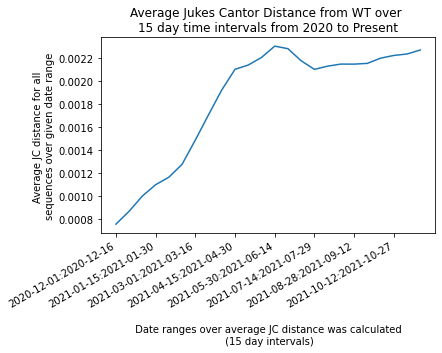 Average Jukes Cantor Distance from WT over
15 day time intervals from 2020 to Present
Average JC distance for all
sequences over given date range
0.0022
0.0020
0.0018
0.0016
0.0014
0.0012
0.0010
0.0008
2020-12-01:2020-12-16
2021-01-15:2021-01-30
2021-03-01:2021-03-16
2021-04-15:2021-04-30
2021-05-30:2021-06-14
2021-07-14:2021-07-29
2021-08-28:2021-09-12
2021-10-12:2021-10-27
Date ranges over average JC distance was calculated
(15 day intervals)